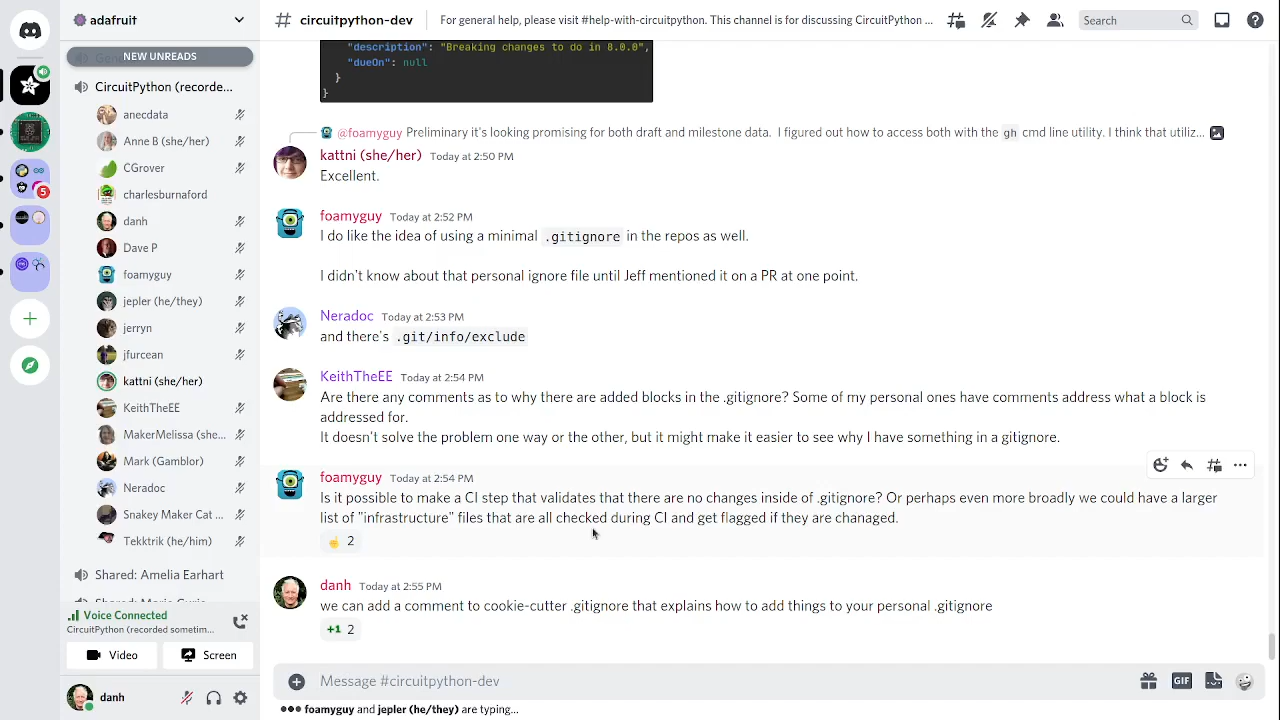 adafruit
# circuitpython-dev
For general help, please visit #help-with-circuitpython. This channel is for discussing CircuitPython ...
Search
NEW UNREADS
CircuitPython (recorde...
anecdata
Anne B (she/her)
CGrover
charlesburnaford
danh
Dave P
foamyguy
jepler (he/they)
jerryn
jfurcean
kattni (she/her)
KeithTheEE
MakerMelissa (she...
Mark (Gamblor)
Neradoc
Snakey Maker Cat ...
Tekktrik (he/him)
Shared: Amelia Earhart
Voice Connected
CircuitPython (recorded sometim...
Video
Screen
danh
5
"description": "Breaking changes to do in 8.0.0",
"dueOn": null
}
}
@foamyguy Preliminary it's looking promising for both draft and milestone data. I figured out how to access both with the gh cmd line utility. I think that utiliz...
kattni (she/her) Today at 2:50 PM
Excellent.
foamyguy Today at 2:52 PM
I do like the idea of using a minimal .gitignore in the repos as well.
I didn't know about that personal ignore file until Jeff mentioned it on a PR at one point.
Neradoc Today at 2:53 PM
and there's .git/info/exclude
KeithTheEE Today at 2:54 PM
Are there any comments as to why there are added blocks in the .gitignore? Some of my personal ones have comments address what a block is
addressed for.
It doesn't solve the problem one way or the other, but it might make it easier to see why I have something in a gitignore.
foamyguy Today at 2:54 PM
Is it possible to make a CI step that validates that there are no changes inside of .gitignore? Or perhaps even more broadly we could have a larger
list of "infrastructure" files that are all checked during CI and get flagged if they are chanaged.
2
danh Today at 2:55 PM
we can add a comment to cookie-cutter .gitignore that explains how to add things to your personal .gitignore
+1 2
Message #circuitpython-dev
GIF
foamyguy and jepler (he/they) are typing...